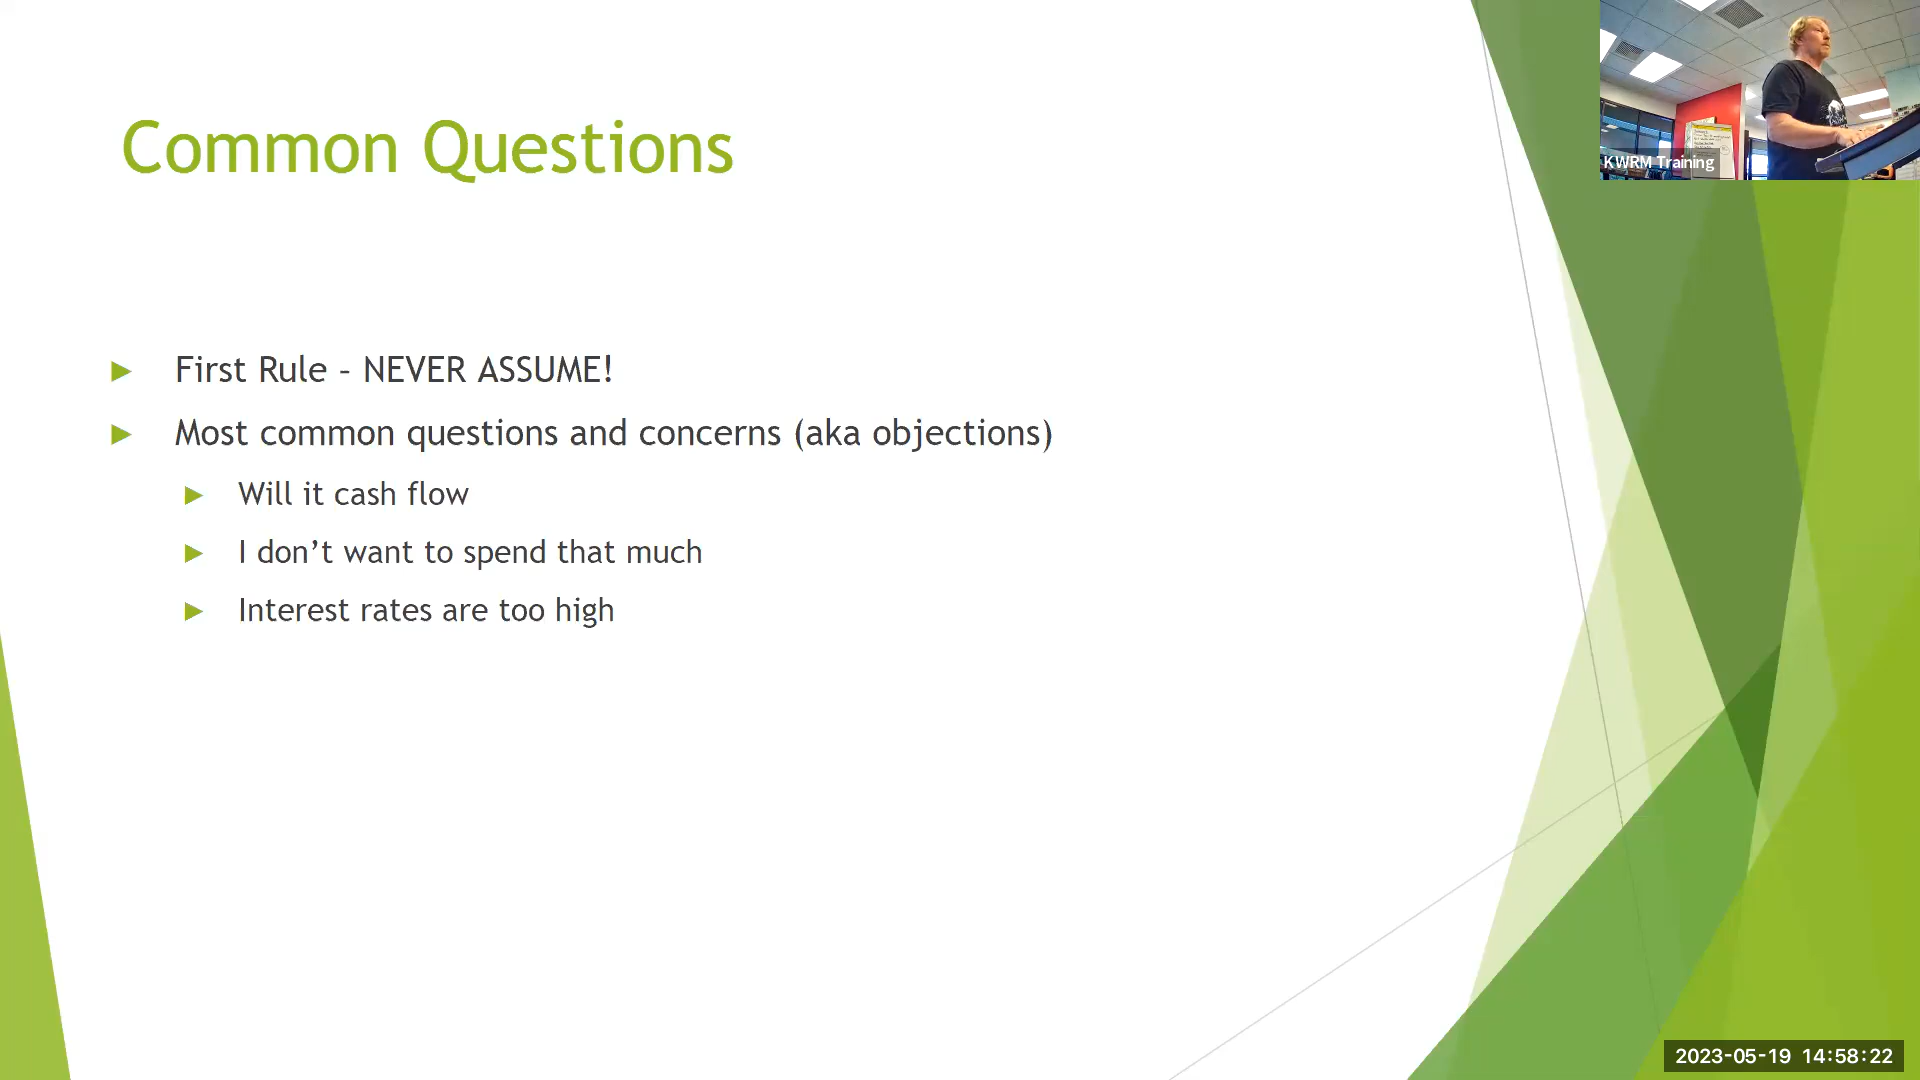 Common Questions
First Rule – NEVER ASSUME!
Most common questions and concerns (aka objections)
Will it cash flow
I don’t want to spend that much
Interest rates are too high
KWRM Training
2023-05-19 14:58:22